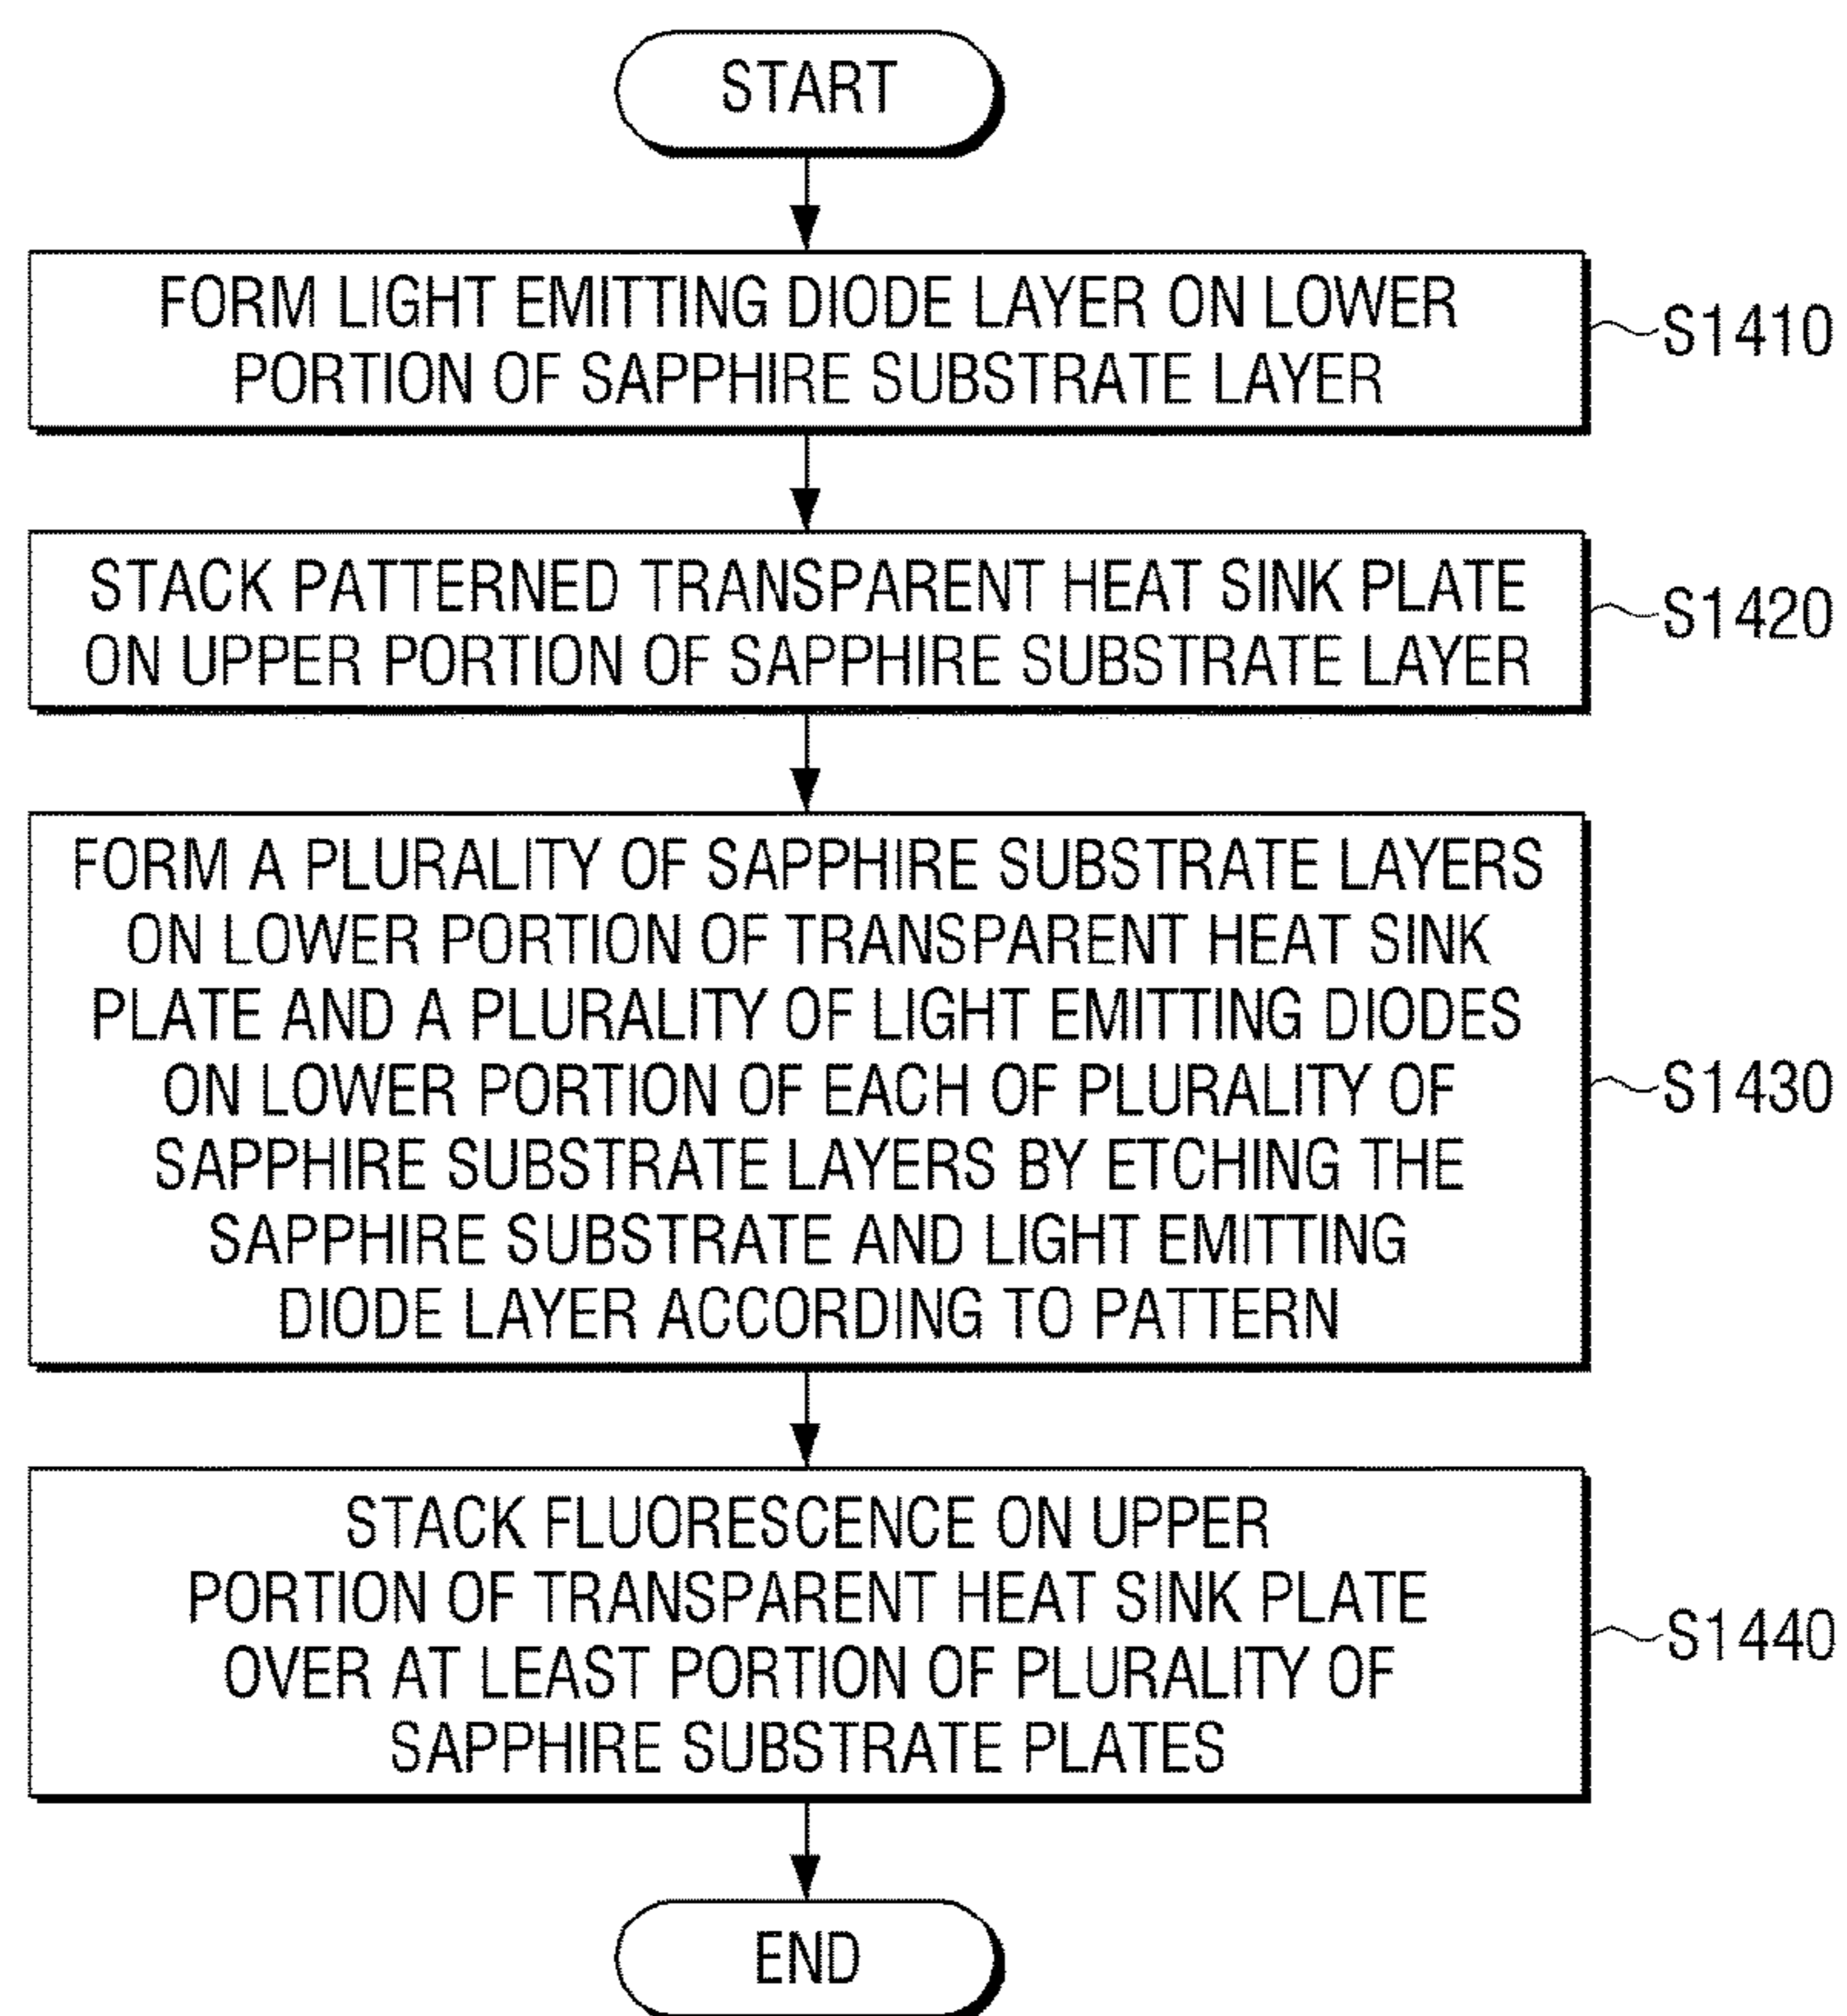 START
FORM LIGHT EMITTING DIODE LAYER ON LOWER
PORTION OF SAPPHIRE SUBSTRATE LAYER
S1410
STACK PATTERNED TRANSPARENT HEAT SINK PLATE
ON UPPER PORTION OF SAPPHIRE SUBSTRATE LAYER
S1420
FORM A PLURALITY OF SAPPHIRE SUBSTRATE LAYERS
ON LOWER PORTION OF TRANSPARENT HEAT SINK
PLATE AND A PLURALITY OF LIGHT EMITTING DIODES
ON LOWER PORTION OF EACH OF PLURALITY OF
SAPPHIRE SUBSTRATE LAYERS BY ETCHING THE
SAPPHIRE SUBSTRATE AND LIGHT EMITTING
DIODE LAYER ACCORDING TO PATTERN
S1430
STACK FLUORESCENCE ON UPPER
PORTION OF TRANSPARENT HEAT SINK PLATE
OVER AT LEAST PORTION OF PLURALITY OF
SAPPHIRE SUBSTRATE PLATES
S1440
END